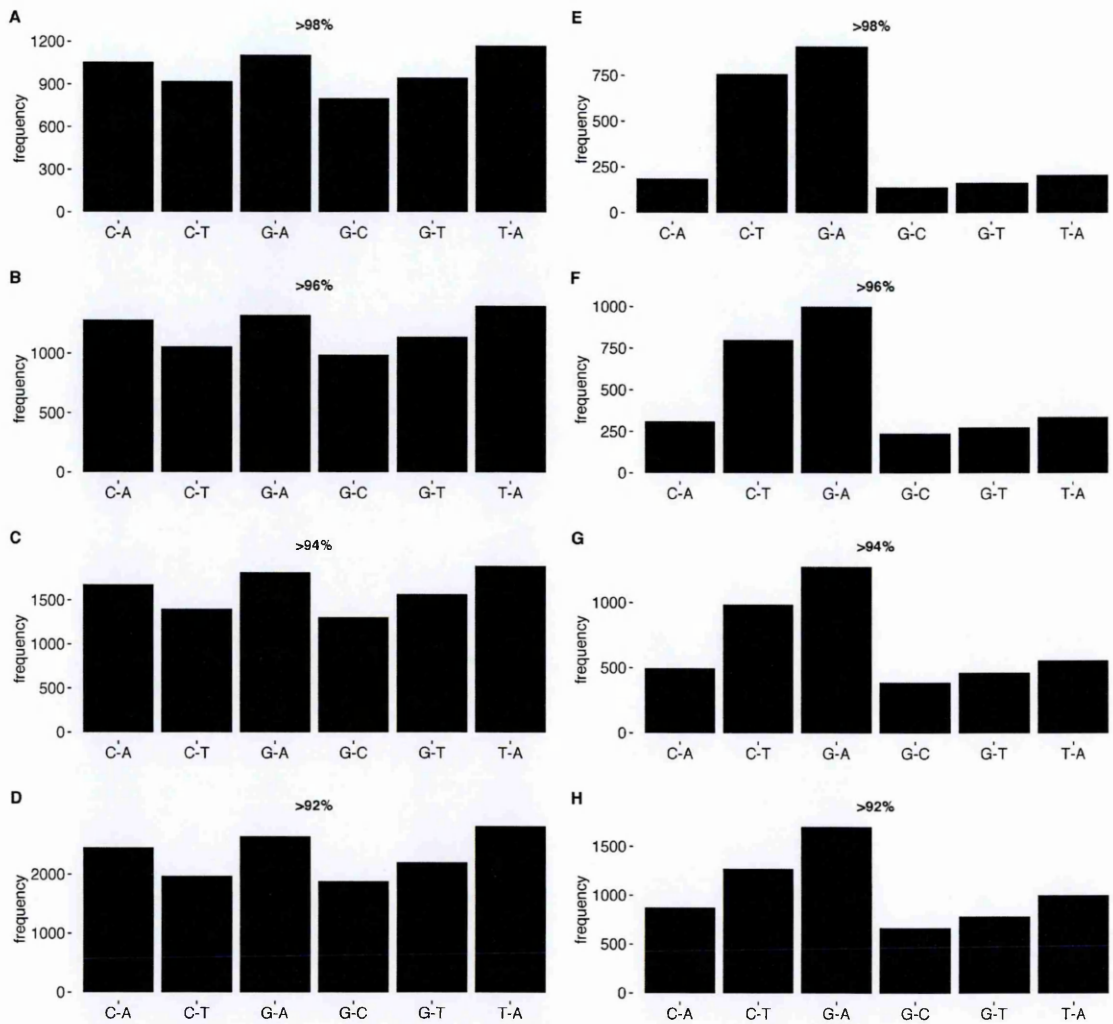 A
>98%
1200
900
600
300
0
frequency
C-A C-T G-A G-C G-T T-A
B
>96%
1000
500
0
frequency
C-A C-T G-A G-C G-T T-A
C
>94%
1500
1000
500
0
frequency
C-A C-T G-A G-C G-T T-A
D
>92%
2000
1000
0
frequency
C-A C-T G-A G-C G-T T-A
E
>98%
750
500
250
0
frequency
C-A C-T G-A G-C G-T T-A
F
>96%
1000
750
500
250
0
frequency
C-A C-T G-A G-C G-T T-A
G
>94%
1000
500
0
frequency
C-A C-T G-A G-C G-T T-A
H
>92%
1500
1000
500
0
frequency
C-A C-T G-A G-C G-T T-A